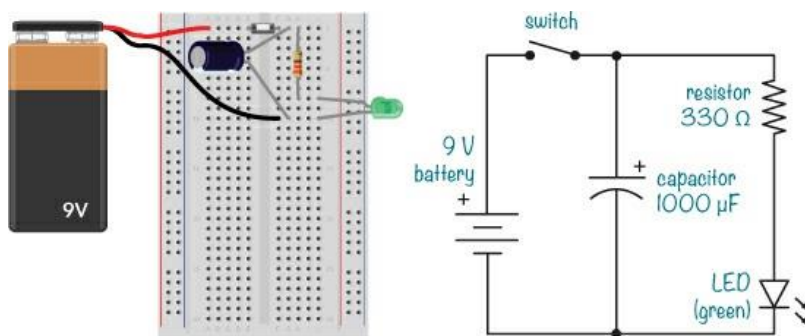 9V
switch
9 V
battery
+
+
capacitor
1000 µF
resistor
330 Ω
LED
(green)